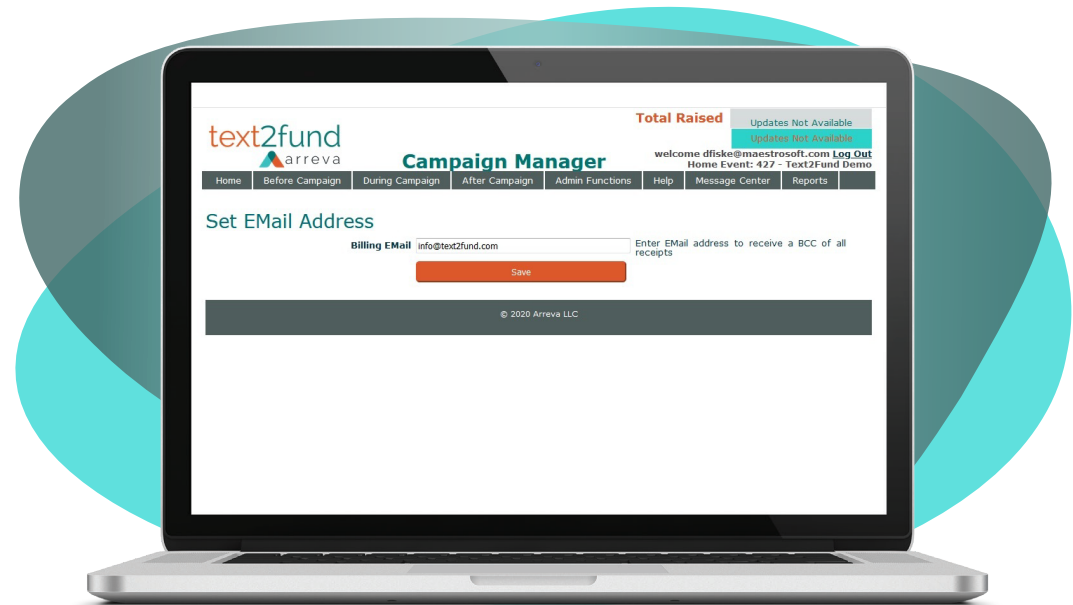 Total Raised
Updates Not Available
Updates Not Available
text2fund
arreva
Campaign Manager
welcome dfiske@maestrosoft.com Log Out
Home Event: 427 - Text2Fund Demo
Home Before Campaign During Campaign After Campaign Admin Functions Help Message Center Reports
Set EMail Address
Billing EMail info@text2fund.com Enter EMail address to receive a BCC of all
receipts
Save
© 2020 Arreva LLC